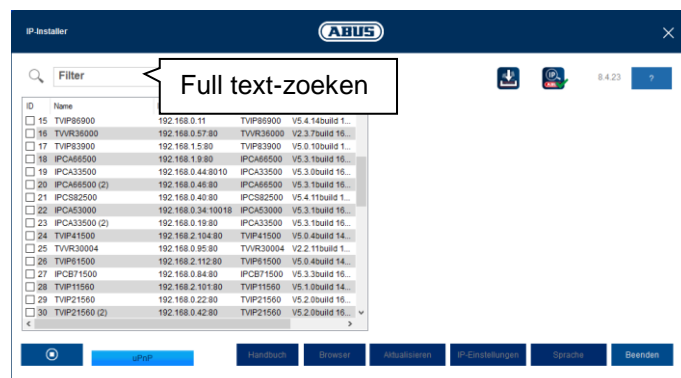 IP-Installer
ABUS
Filter
Full text-zoeken
8.4.23
?
ID Name
15 TVIP86900 192.168.0.11 TVIP86900 V5.4.14build 1...
16 TVVR36000 192.168.0.57:80 TVVR36000 V2.3.7build 16...
17 TVIP83900 192.168.1.5:80 TVIP83900 V5.0.10build 1...
18 IPCA66500 192.168.1.9:80 IPCA66500 V5.3.1build 16...
19 IPCA33500 192.168.0.44:8010 IPCA33500 V5.3.0build 16...
20 IPCA66500 (2) 192.168.0.46:80 IPCA66500 V5.3.1build 16...
21 IPCS82500 192.168.0.40:80 IPCS82500 V5.4.11build 1...
22 IPCA53000 192.168.0.34:10018 IPCA53000 V5.3.1build 16...
23 IPCA33500 (2) 192.168.0.19:80 IPCA33500 V5.3.1build 16...
24 TVIP41500 192.168.2.104:80 TVIP41500 V5.0.4build 14...
25 TVVR30004 192.168.0.95:80 TVVR30004 V2.2.11build 1...
26 TVIP61500 192.168.2.112:80 TVIP61500 V5.0.4build 14...
27 IPCB71500 192.168.0.84:80 IPCB71500 V5.3.3build 16...
28 TVIP11560 192.168.2.101:80 TVIP11560 V5.1.0build 14...
29 TVIP21560 192.168.0.22:80 TVIP21560 V5.2.0build 16...
30 TVIP21560 (2) 192.168.0.42:80 TVIP21560 V5.2.0build 16...
uPnP Handbuch Browser Aktualisieren IP-Einstellungen Sprache Beenden